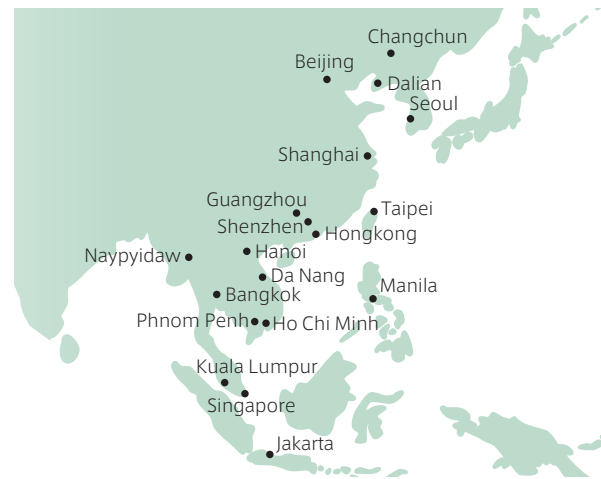 Changchun
Beijing
Dalian
Seoul
Shanghai
Guangzhou
Taipei
Shenzhen
Hongkong
Hanoi
Naypyidaw
Da Nang
Manila
Bangkok
Phnom Penh
Ho Chi Minh
Kuala Lumpur
Singapore
Jakarta